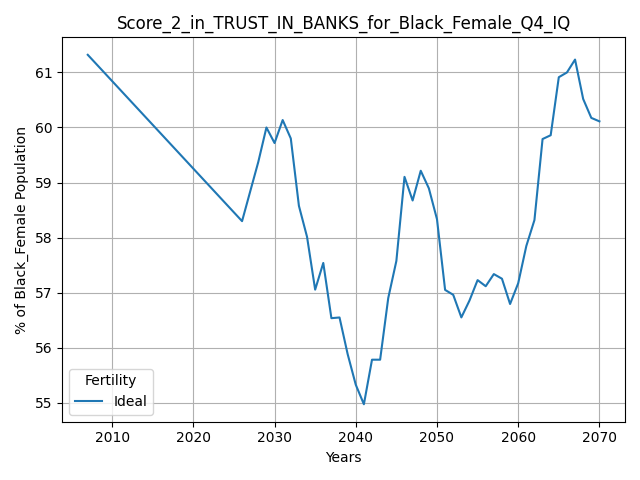 Score_2_in_TRUST_IN_BANKS_for_Black_Female_Q4_IQ
% of Black_Female Population
61
60
59
58
57
56
55
Fertility
Ideal
2010 2020 2030 2040 2050 2060 2070
Years